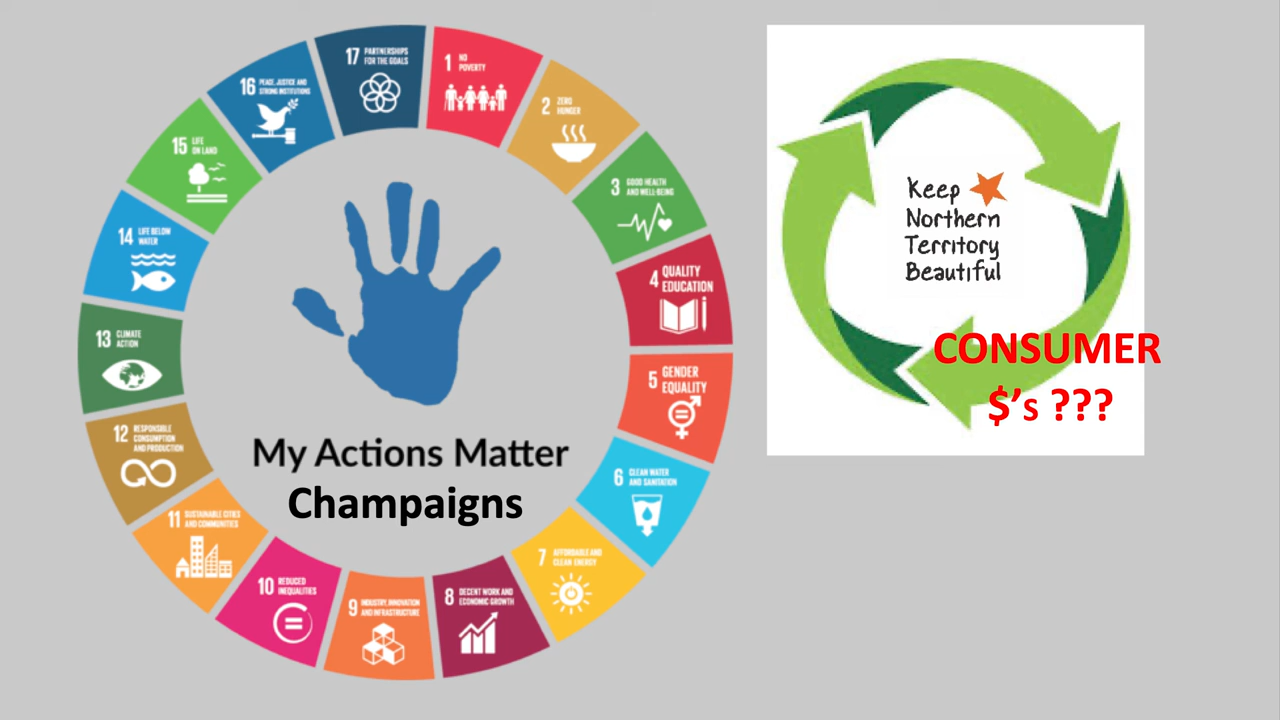 17 PARTNERSHIPS
FOR THE GOALS
1 NO
POVERTY
2 ZERO
HUNGER
3 GOOD HEALTH
AND WELL-BEING
4 QUALITY
EDUCATION
5 GENDER
EQUALITY
6 CLEAN WATER
AND SANITATION
7 AFFORDABLE AND
CLEAN ENERGY
8 DECENT WORK AND
ECONOMIC GROWTH
9 INDUSTRY, INNOVATION
AND INFRASTRUCTURE
10 REDUCED
INEQUALITIES
11 SUSTAINABLE CITIES
AND COMMUNITIES
12 RESPONSIBLE
CONSUMPTION
AND PRODUCTION
13 CLIMATE
ACTION
14 LIFE BELOW
WATER
15 LIFE
ON LAND
16 PEACE, JUSTICE AND
STRONG INSTITUTIONS
My Actions Matter
Champaigns
Keep
Northern
Territory
Beautiful
CONSUMER
$'s ???